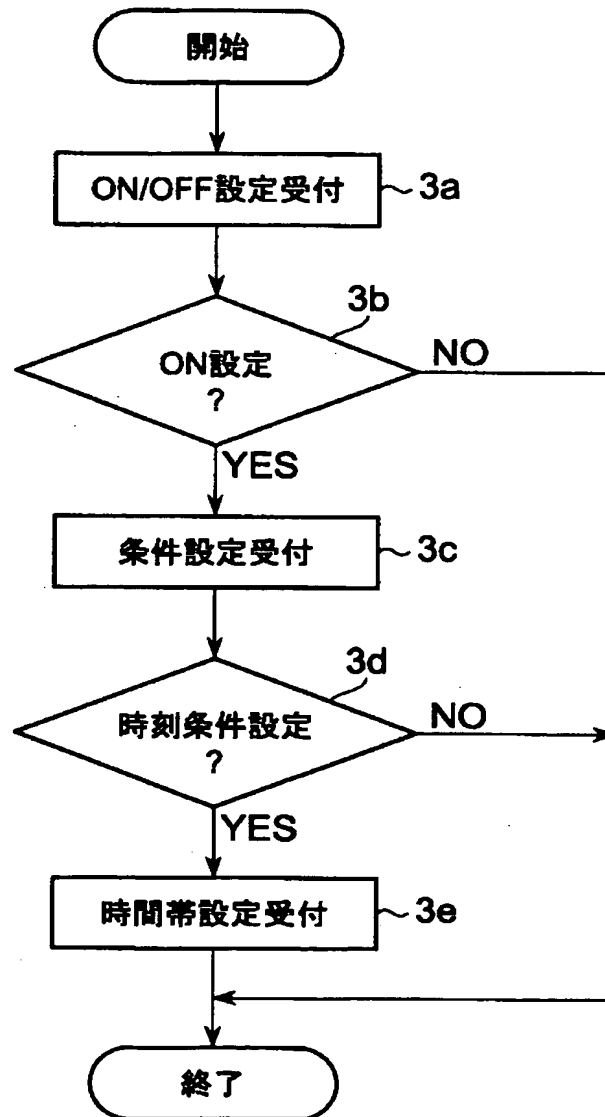 開始
ON/OFF設定受付
3a
3b
ON設定
?
NO
YES
条件設定受付
3c
3d
時刻条件設定
?
NO
YES
時間帯設定受付
3e
終了